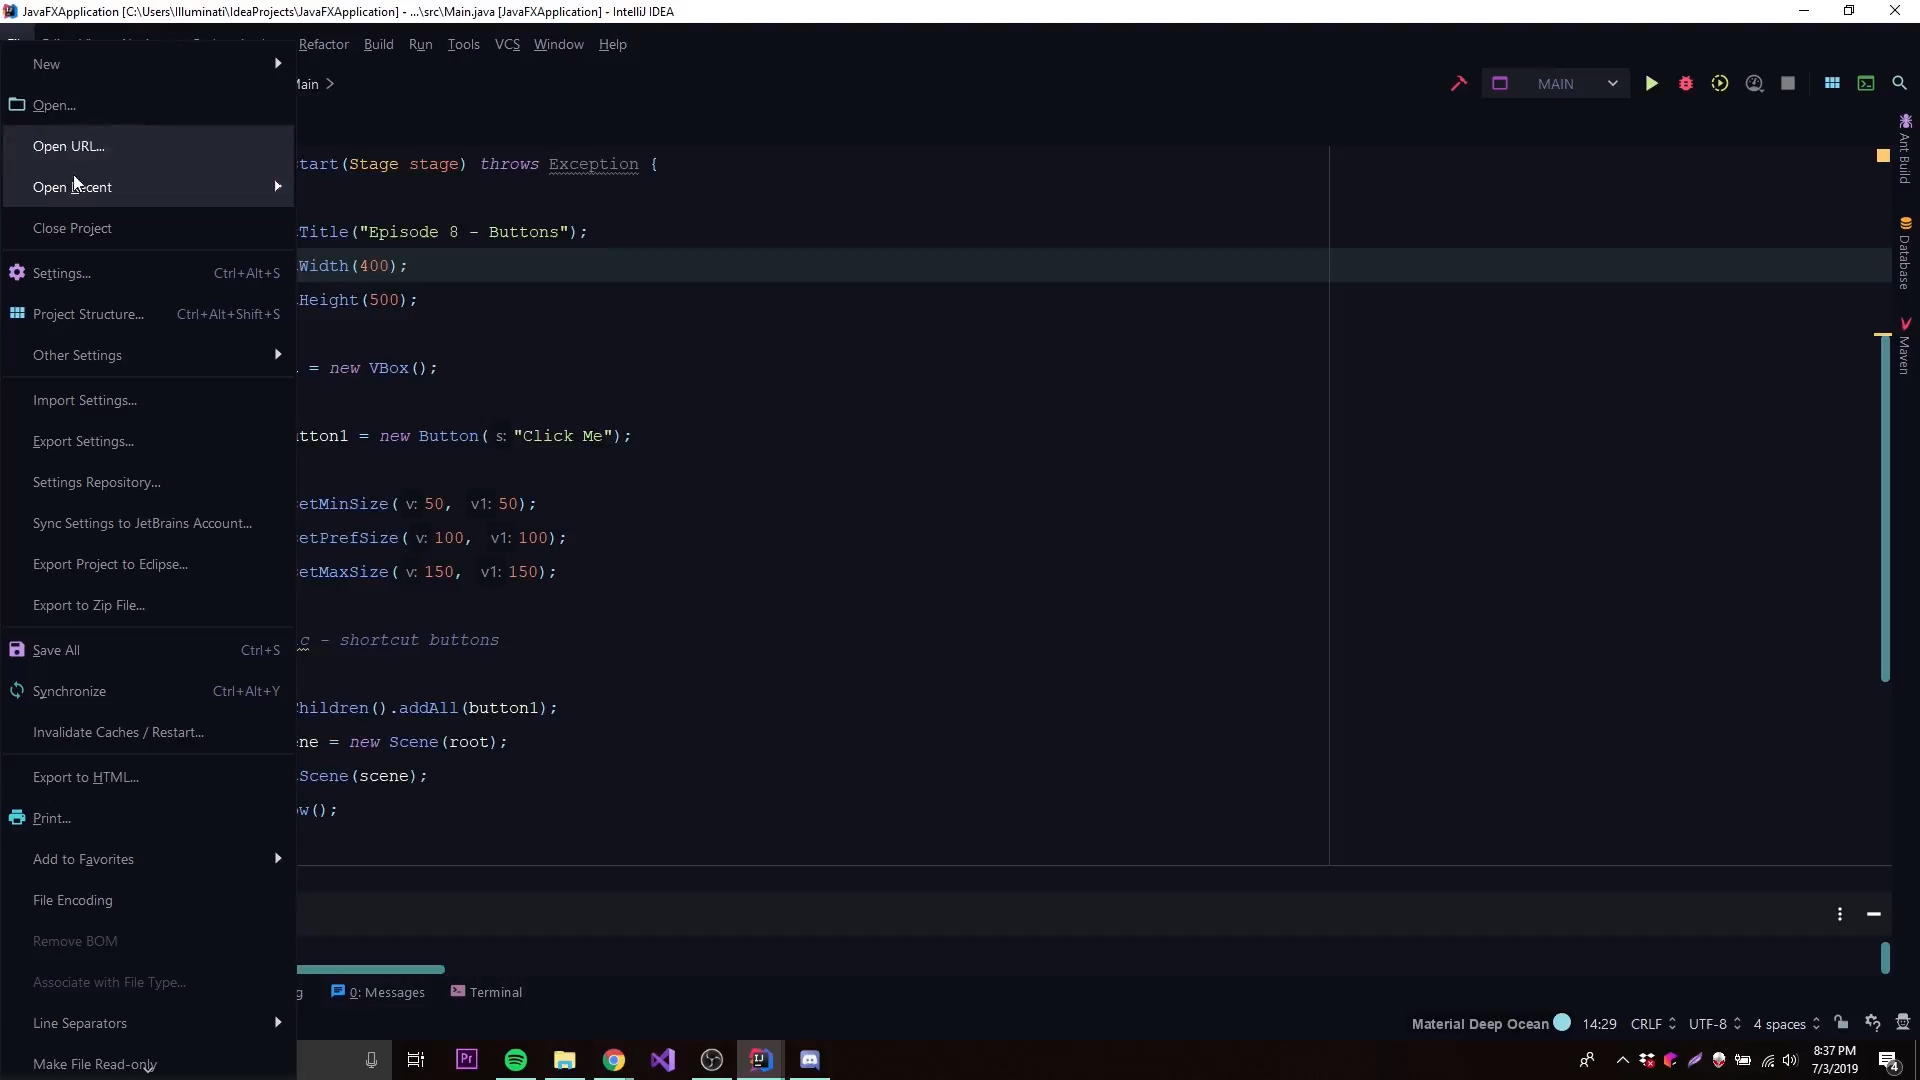 JavaFXApplication [C:\Users\Illuminati\IdeaProjects\JavaFXApplication] - ...\src\Main.java [JavaFXApplication] - IntelliJ IDEA
Refactor Build Run Tools VCS Window Help
New
Main
MAIN
Open...
Open URL...
Open Recent
Close Project
Settings... Ctrl+Alt+S
Project Structure... Ctrl+Alt+Shift+S
Other Settings
Import Settings...
Export Settings...
Settings Repository...
Sync Settings to JetBrains Account...
Export Project to Eclipse...
Export to Zip File...
Save All Ctrl+S
Synchronize Ctrl+Alt+Y
Invalidate Caches / Restart...
Export to HTML...
Print...
Add to Favorites
File Encoding
Remove BOM
Associate with File Type...
Line Separators
Make File Read-only
tart(Stage stage) throws Exception {
Title("Episode 8 - Buttons");
Width(400);
Height(500);
= new VBox();
utton1 = new Button( s: "Click Me");
etMinSize( v: 50, v1: 50);
etPrefSize( v: 100, v1: 100);
etMaxSize( v: 150, v1: 150);
c - shortcut buttons
hildren().addAll(button1);
ne = new Scene(root);
Scene(scene);
ow();
Ant Build
Database
Maven
g 0: Messages Terminal
Material Deep Ocean 14:29 CRLF UTF-8 4 spaces
8:37 PM
7/3/2019
4